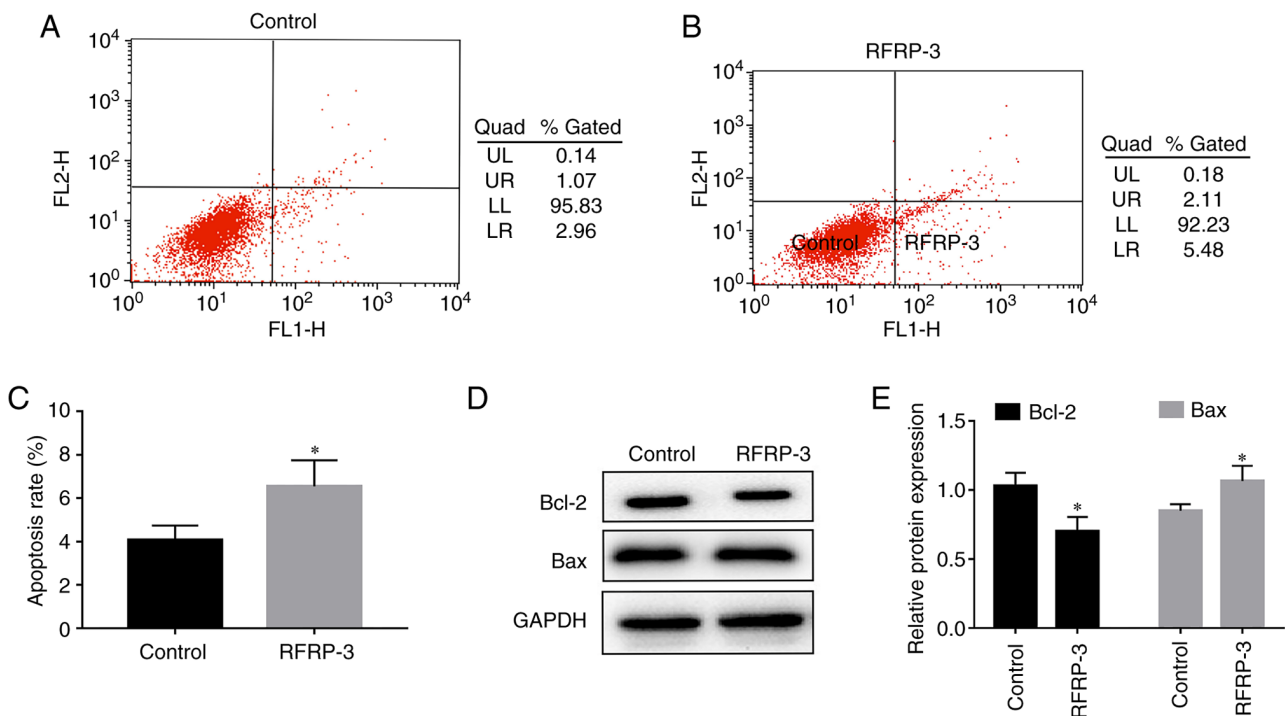 A
Control
10^4
10^3
10^2
10^1
10^0
FL2-H
10^0 10^1 10^2 10^3 10^4
FL1-H
Quad % Gated
UL 0.14
UR 1.07
LL 95.83
LR 2.96
B
RFRP-3
10^4
10^3
10^2
10^1
10^0
FL2-H
Control RFRP-3
10^0 10^1 10^2 10^3 10^4
FL1-H
Quad % Gated
UL 0.18
UR 2.11
LL 92.23
LR 5.48
C
Apoptosis rate (%)
10
8
6
4
2
0
*
Control RFRP-3
D
Control RFRP-3
Bcl-2
Bax
GAPDH
E
Bcl-2 Bax
Relative protein expression
1.5
1.0
0.5
0.0
*
*
Control RFRP-3 Control RFRP-3